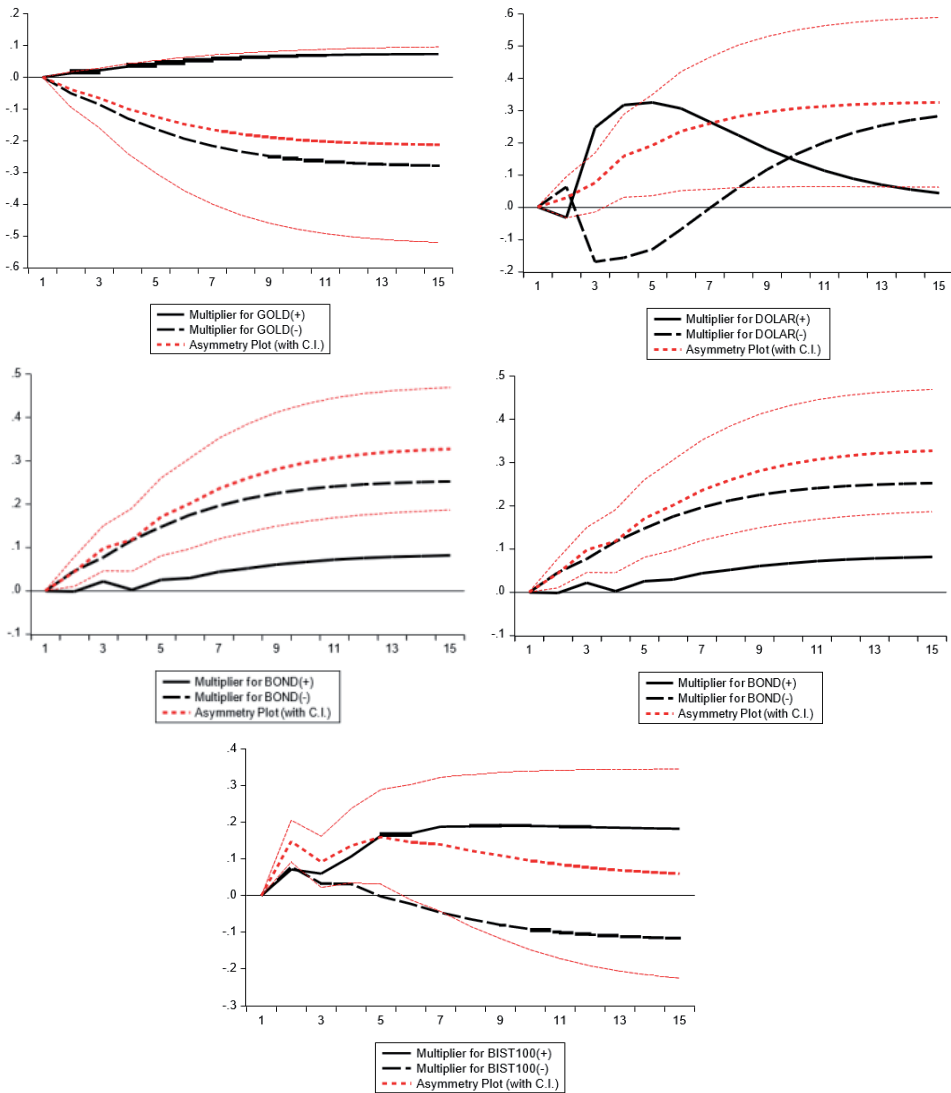 .2
.1
.0
-.1
-.2
-.3
-.4
-.5
-.6
1 3 5 7 9 11 13 15
Multiplier for GOLD(+)
Multiplier for GOLD(-)
Asymmetry Plot (with C.I.)
.6
.5
.4
.3
.2
.1
.0
-.1
-.2
1 3 5 7 9 11 13 15
Multiplier for DOLAR(+)
Multiplier for DOLAR(-)
Asymmetry Plot (with C.I.)
.5
.4
.3
.2
.1
.0
-.1
1 3 5 7 9 11 13 15
Multiplier for BOND(+)
Multiplier for BOND(-)
Asymmetry Plot (with C.I.)
.5
.4
.3
.2
.1
.0
-.1
1 3 5 7 9 11 13 15
Multiplier for BOND(+)
Multiplier for BOND(-)
Asymmetry Plot (with C.I.)
.4
.3
.2
.1
.0
-.1
-.2
-.3
1 3 5 7 9 11 13 15
Multiplier for BIST100(+)
Multiplier for BIST100(-)
Asymmetry Plot (with C.I.)